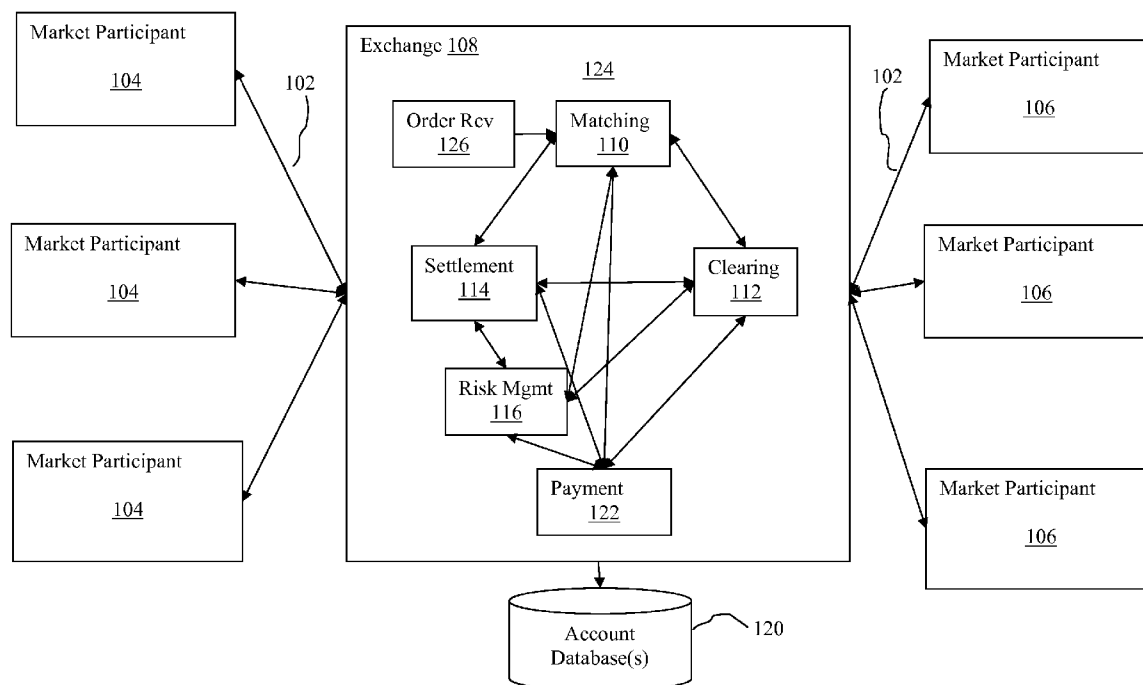 Market Participant
104
102
Market Participant
104
Market Participant
104
Exchange 108
124
Order Rcv
126
Matching
110
Settlement
114
Clearing
112
Risk Mgmt
116
Payment
122
102
Market Participant
106
Market Participant
106
Market Participant
106
Account
Database(s)
120